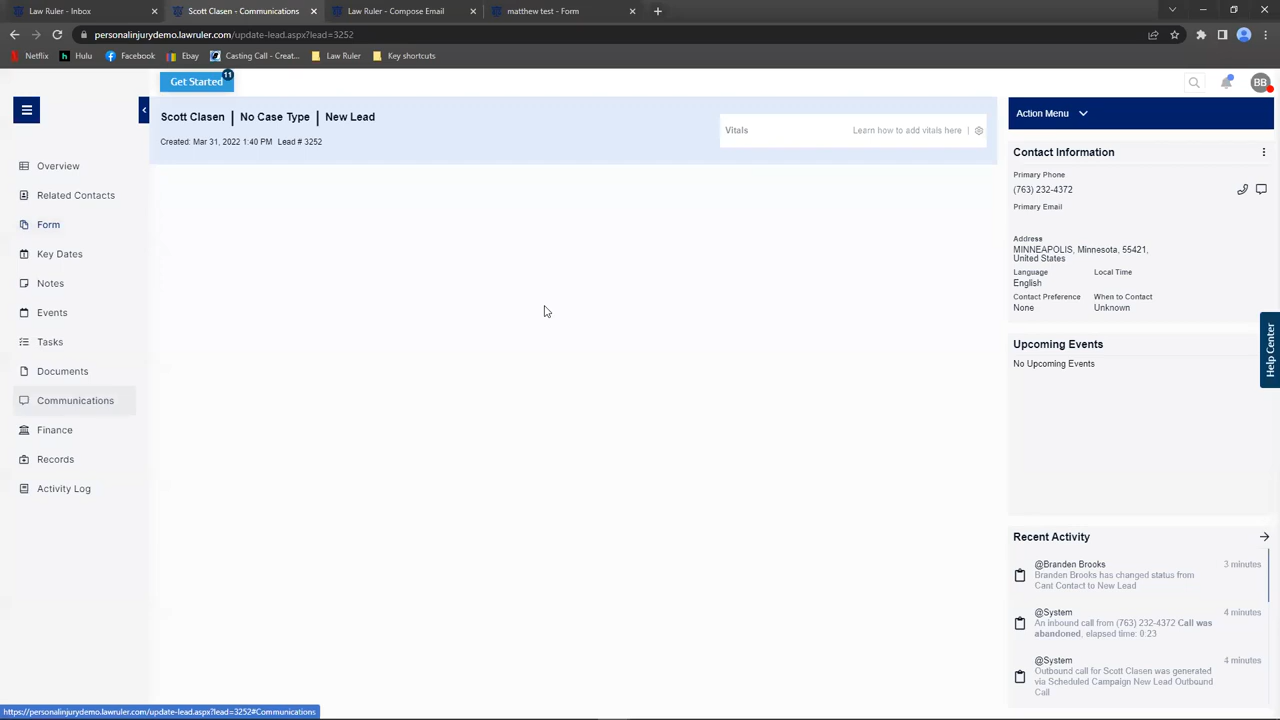 Law Ruler - Inbox
Scott Clasen - Communications
Law Ruler - Compose Email
matthew test - Form
personalinjurydemo.lawruler.com/update-lead.aspx?lead=3252
Netflix
Hulu
Facebook
Ebay
Casting Call - Creat...
Law Ruler
Key shortcuts
Get Started
11
BB
Scott Clasen | No Case Type | New Lead
Created: Mar 31, 2022 1:40 PM Lead # 3252
Vitals
Learn how to add vitals here |
Overview
Related Contacts
Form
Key Dates
Notes
Events
Tasks
Documents
Communications
Finance
Records
Activity Log
Action Menu
Contact Information
Primary Phone
(763) 232-4372
Primary Email
Address
MINNEAPOLIS, Minnesota, 55421,
United States
Language Local Time
English
Contact Preference When to Contact
None Unknown
Upcoming Events
No Upcoming Events
Help Center
Recent Activity
@Branden Brooks 3 minutes
Branden Brooks has changed status from
Cant Contact to New Lead
@System 4 minutes
An inbound call from (763) 232-4372 Call was
abandoned, elapsed time: 0:23
@System 4 minutes
Outbound call for Scott Clasen was generated
via Scheduled Campaign New Lead Outbound
Call
https://personalinjurydemo.lawruler.com/update-lead.aspx?lead=3252#Communications